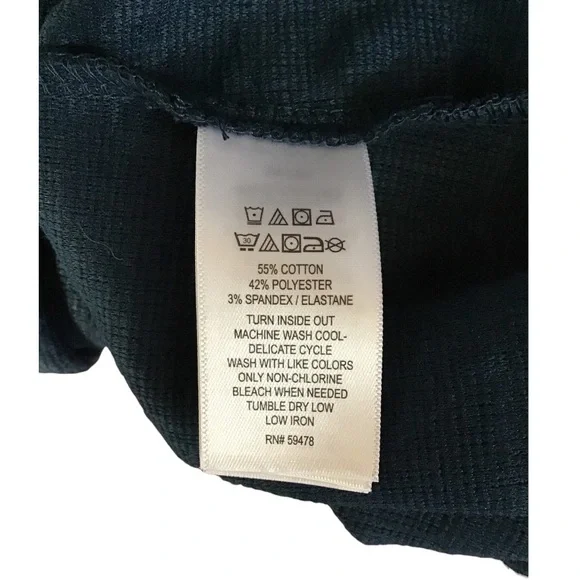 30
55% COTTON
42% POLYESTER
3% SPANDEX / ELASTANE
TURN INSIDE OUT
MACHINE WASH COOL-
DELICATE CYCLE
WASH WITH LIKE COLORS
ONLY NON-CHLORINE
BLEACH WHEN NEEDED
TUMBLE DRY LOW
LOW IRON
RN# 59478